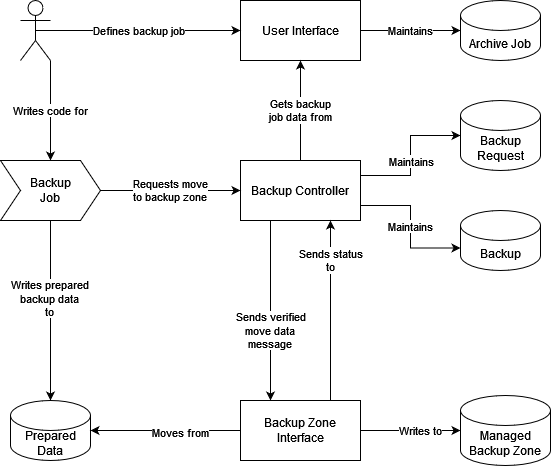 Defines backup job
User Interface
Maintains
Archive Job
Writes code for
Gets backup
job data from
Backup
Request
Maintains
Backup
Job
Requests move
to backup zone
Backup Controller
Maintains
Backup
Sends status
to
Writes prepared
backup data
to
Sends verified
move data
message
Prepared
Data
Moves from
Backup Zone
Interface
Writes to
Managed
Backup Zone